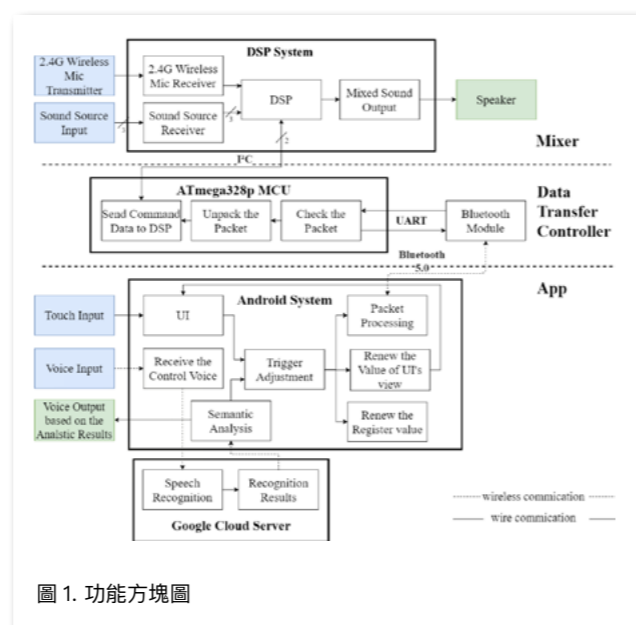 DSP System
2.4G Wireless
Mic
Transmitter
2.4G Wireless
Mic Receiver
DSP
Mixed Sound
Output
Speaker
Sound Source
Input
3
Sound Source
Receiver
3
2
Mixer
I²C
ATmega328p MCU
Send Command
Data to DSP
Unpack the
Packet
Check the
Packet
UART
Bluetooth
Module
Data
Transfer
Controller
Bluetooth
5.0
App
Android System
Touch Input
UI
Packet
Processing
Voice Input
Receive the
Control Voice
Trigger
Adjustment
Renew the
Value of UI's
view
Voice Output
based on the
Analstic Results
Semantic
Analysis
Renew the
Register value
Speech
Recognition
Recognition
Results
Google Cloud Server
wireless commication
wire commication
圖 1. 功能方塊圖